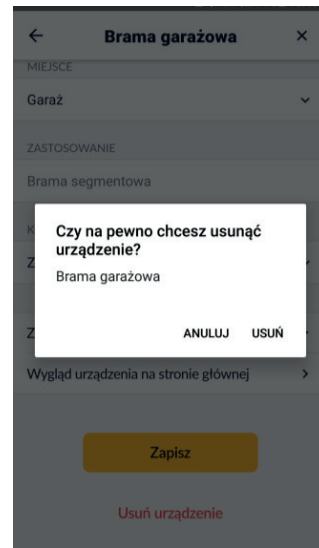 Brama garażowa
MIEJSCE
Garaż
ZASTOSOWANIE
Brama segmentowa
K
Czy na pewno chcesz usunąć
urządzenie?
Z
Brama garażowa
Z
ANULUJ USUŃ
Wygląd urządzenia na stronie głównej
Zapisz
Usuń urządzenie